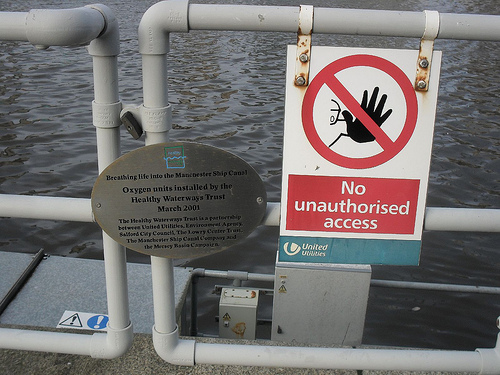 Breathing life into the Manchester Ship Canal
Oxygen units installed by the
Healthy Waterways Trust
March 2001
The Healthy Waterways Trust is a partnership
between United Utilities, Environment Agency,
Salford City Council, The Lowry Centre Trust,
The Manchester Ship Canal Company and
the Mersey Basin Campaign
No
unauthorised
access
United
Utilities